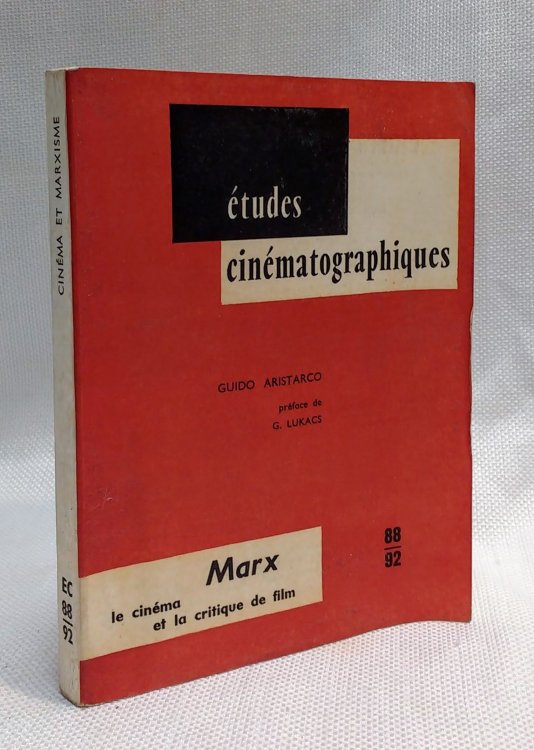 CINÉMA ET MARXISME
EC
88
92
études
cinématographiques
GUIDO ARISTARCO
préface de
G. LUKACS
88
92
Marx
le cinéma
et la critique de film